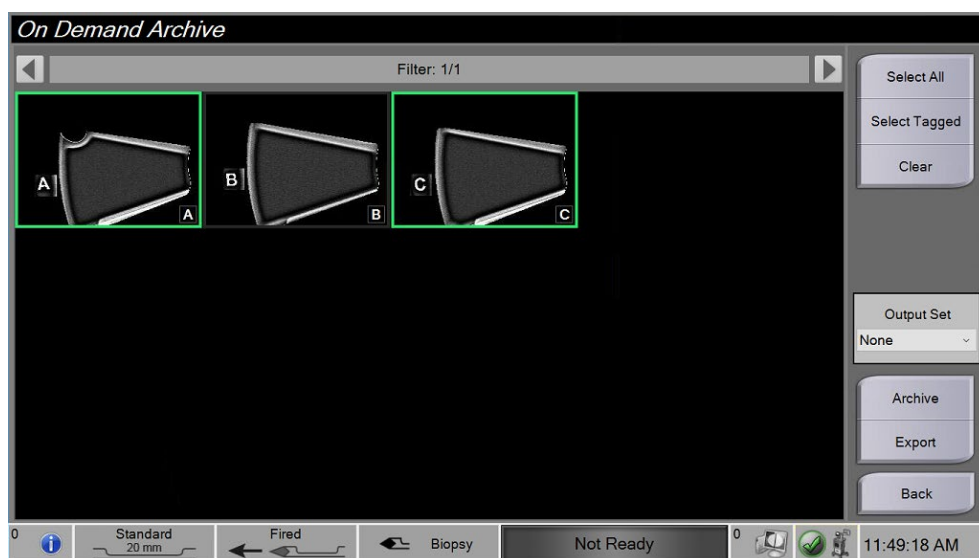 On Demand Archive
Filter: 1/1
A
A
B
B
C
C
Select All
Select Tagged
Clear
Output Set
None
Archive
Export
Back
0
Standard
20 mm
Fired
Biopsy
Not Ready
0
11:49:18 AM